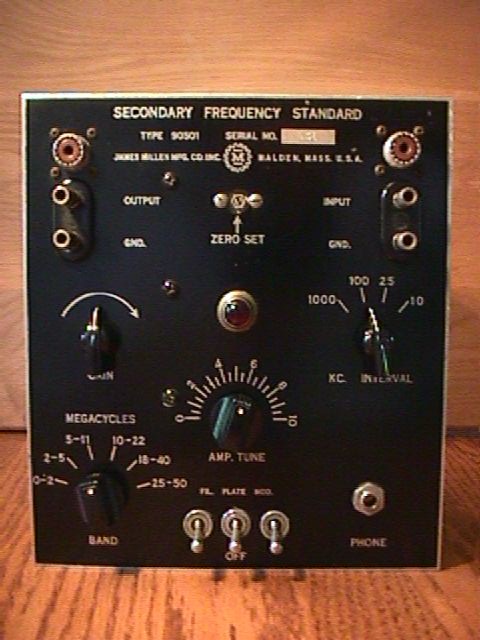 SECONDARY FREQUENCY STANDARD
TYPE 90501 SERIAL NO.
JAMES MILLEN MFG. CO. INC. M MALDEN, MASS. U.S.A.
OUTPUT
INPUT
GND.
ZERO SET
GND.
1000 100 25 10
GAIN
KC. INTERVAL
0 2 4 6 8 10
AMP. TUNE
MEGACYCLES
0-2 2-5 5-11 10-22 18-40 25-50
BAND
FIL. PLATE MOD.
OFF
PHONE